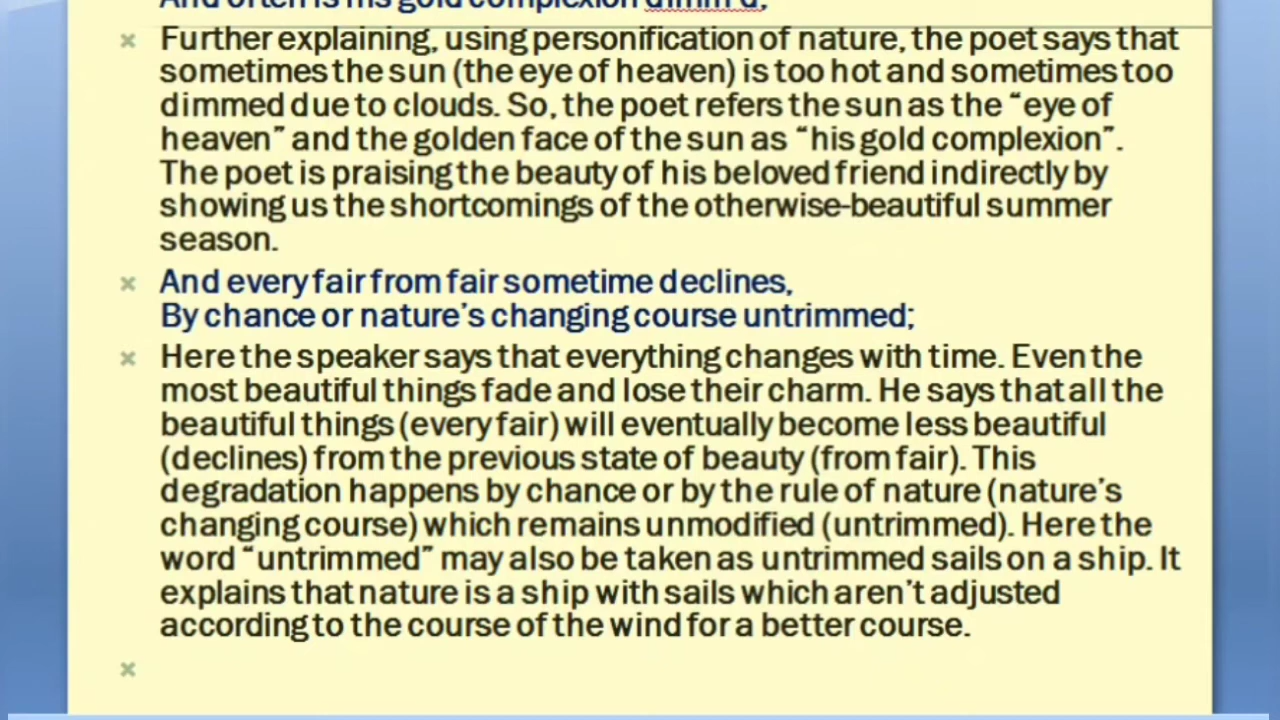 And often is his gold complexion dimm'd;
Further explaining, using personification of nature, the poet says that
sometimes the sun (the eye of heaven) is too hot and sometimes too
dimmed due to clouds. So, the poet refers the sun as the “eye of
heaven” and the golden face of the sun as “his gold complexion”.
The poet is praising the beauty of his beloved friend indirectly by
showing us the shortcomings of the otherwise-beautiful summer
season.
And every fair from fair sometime declines,
By chance or nature’s changing course untrimmed;
Here the speaker says that everything changes with time. Even the
most beautiful things fade and lose their charm. He says that all the
beautiful things (every fair) will eventually become less beautiful
(declines) from the previous state of beauty (from fair). This
degradation happens by chance or by the rule of nature (nature’s
changing course) which remains unmodified (untrimmed). Here the
word “untrimmed” may also be taken as untrimmed sails on a ship. It
explains that nature is a ship with sails which aren’t adjusted
according to the course of the wind for a better course.